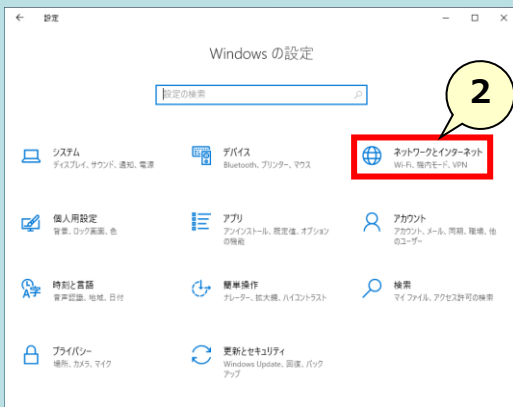 設定
Windows の設定
設定の検索
2
システム
ディスプレイ、サウンド、通知、電源
デバイス
Bluetooth、プリンター、マウス
ネットワークとインターネット
Wi-Fi、機内モード、VPN
個人用設定
背景、ロック画面、色
アプリ
アンインストール、既定値、オプション
の機能
アカウント
アカウント、メール、同期、職場、他
のユーザー
時刻と言語
音声認識、地域、日付
簡単操作
ナレーター、拡大鏡、ハイコントラスト
検索
マイ ファイル、アクセス許可の検索
プライバシー
場所、カメラ、マイク
更新とセキュリティ
Windows Update、回復、バック
アップ